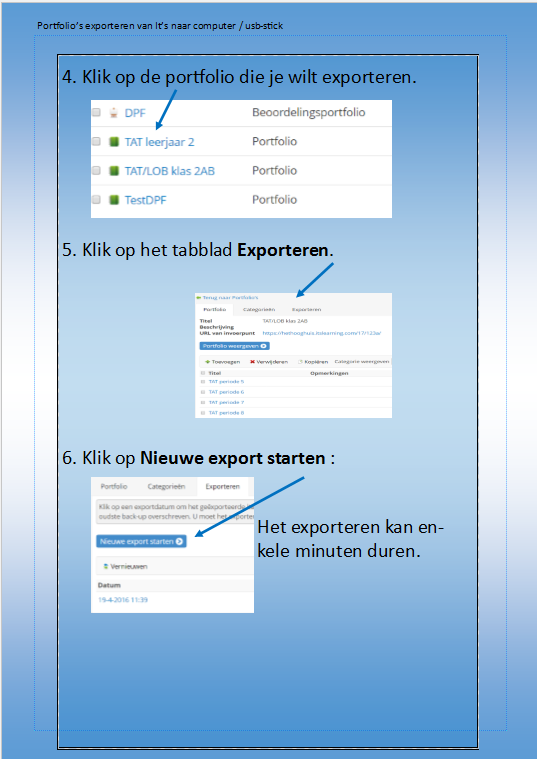 Portfolio's exporteren van It's naar computer / usb-stick
4. Klik op de portfolio die je wilt exporteren.
DPF Beoordelingsportfolio
TAT leerjaar 2 Portfolio
TAT/LOB klas 2AB Portfolio
TestDPF Portfolio
5. Klik op het tabblad Exporteren.
Terug naar Portfolio's
Portfolio Categorieën Exporteren
Titel TAT/LOB klas 2AB
Beschrijving
URL van invoerpunt
Portfolio weergeven
Toevoegen Verwijderen Kopiëren Categorie weergeven
Titel Opmerkingen
TAT periode 5
TAT periode 6
TAT periode 7
TAT periode 8
6. Klik op Nieuwe export starten :
Portfolio Categorieën Exporteren
Klik op een exportdatum om het geëxporteerde
oudste back-up overschreven. U moet het exporte
Nieuwe export starten
Het exporteren kan en-
kele minuten duren.
Vernieuwen
Datum
19-4-2016 11:39